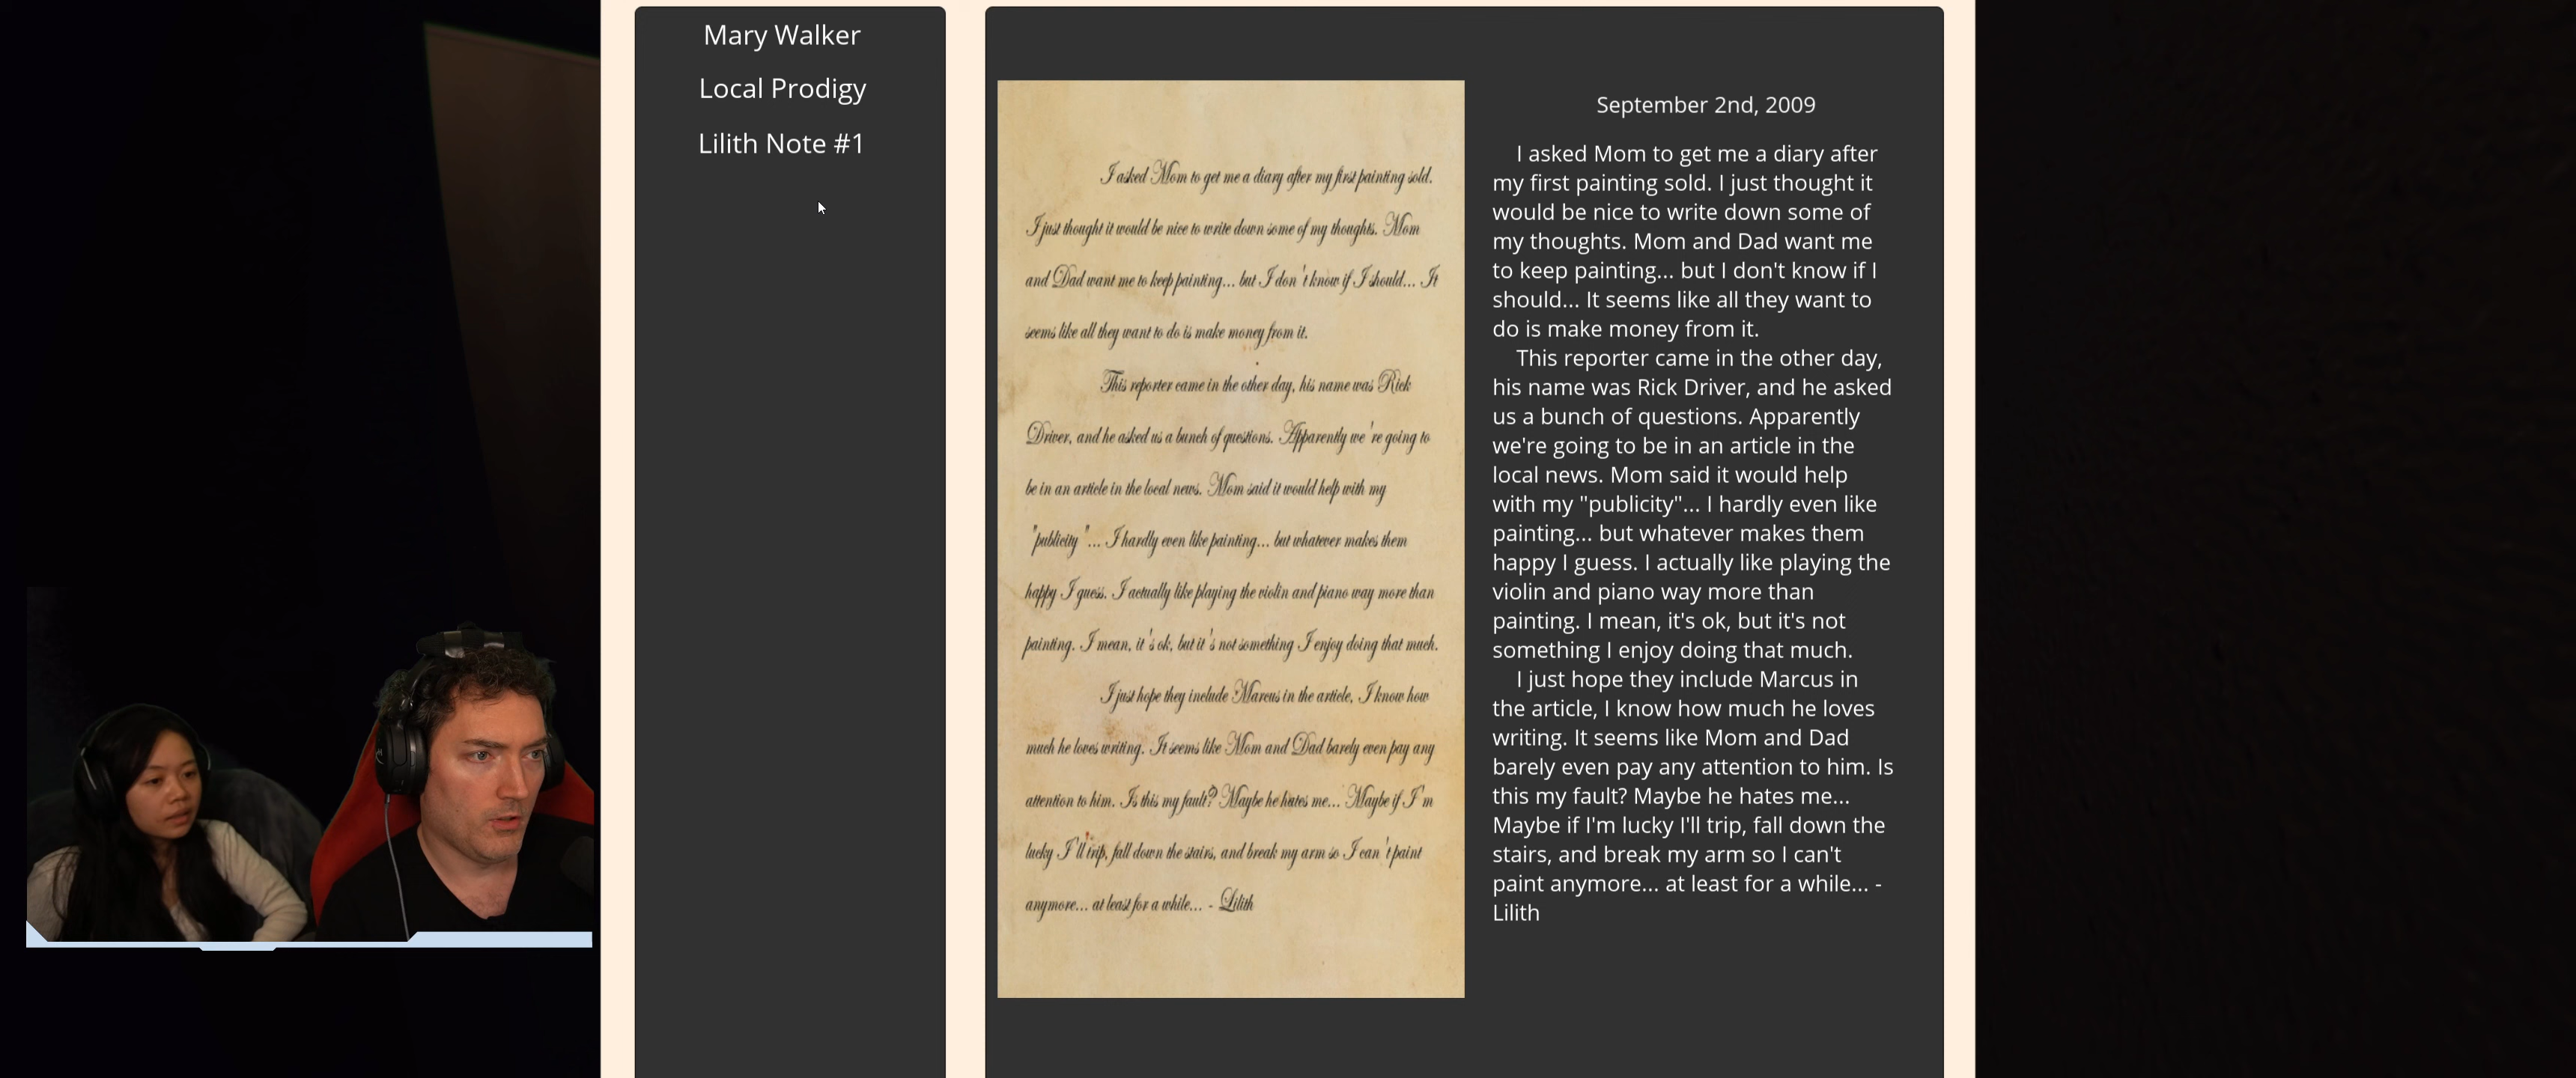 Mary Walker
Local Prodigy
Lilith Note #1
I asked Mom to get me a diary after my first painting sold.
I just thought it would be nice to write down some of my thoughts. Mom
and Dad want me to keep painting... but I don't know if I should... It
seems like all they want to do is make money from it.
This reporter came in the other day, his name was Rick
Driver, and he asked us a bunch of questions. Apparently we're going to
be in an article in the local news. Mom said it would help with my
"publicity"... I hardly even like painting... but whatever makes them
happy I guess. I actually like playing the violin and piano way more than
painting. I mean, it's ok, but it's not something I enjoy doing that much.
I just hope they include Marcus in the article, I know how
much he loves writing. It seems like Mom and Dad barely even pay any
attention to him. Is this my fault? Maybe he hates me... Maybe if I'm
lucky I'll trip, fall down the stairs, and break my arm so I can't paint
anymore... at least for a while... - Lilith
September 2nd, 2009
I asked Mom to get me a diary after
my first painting sold. I just thought it
would be nice to write down some of
my thoughts. Mom and Dad want me
to keep painting... but I don't know if I
should... It seems like all they want to
do is make money from it.
This reporter came in the other day,
his name was Rick Driver, and he asked
us a bunch of questions. Apparently
we're going to be in an article in the
local news. Mom said it would help
with my "publicity"... I hardly even like
painting... but whatever makes them
happy I guess. I actually like playing the
violin and piano way more than
painting. I mean, it's ok, but it's not
something I enjoy doing that much.
I just hope they include Marcus in
the article, I know how much he loves
writing. It seems like Mom and Dad
barely even pay any attention to him. Is
this my fault? Maybe he hates me...
Maybe if I'm lucky I'll trip, fall down the
stairs, and break my arm so I can't
paint anymore... at least for a while... -
Lilith